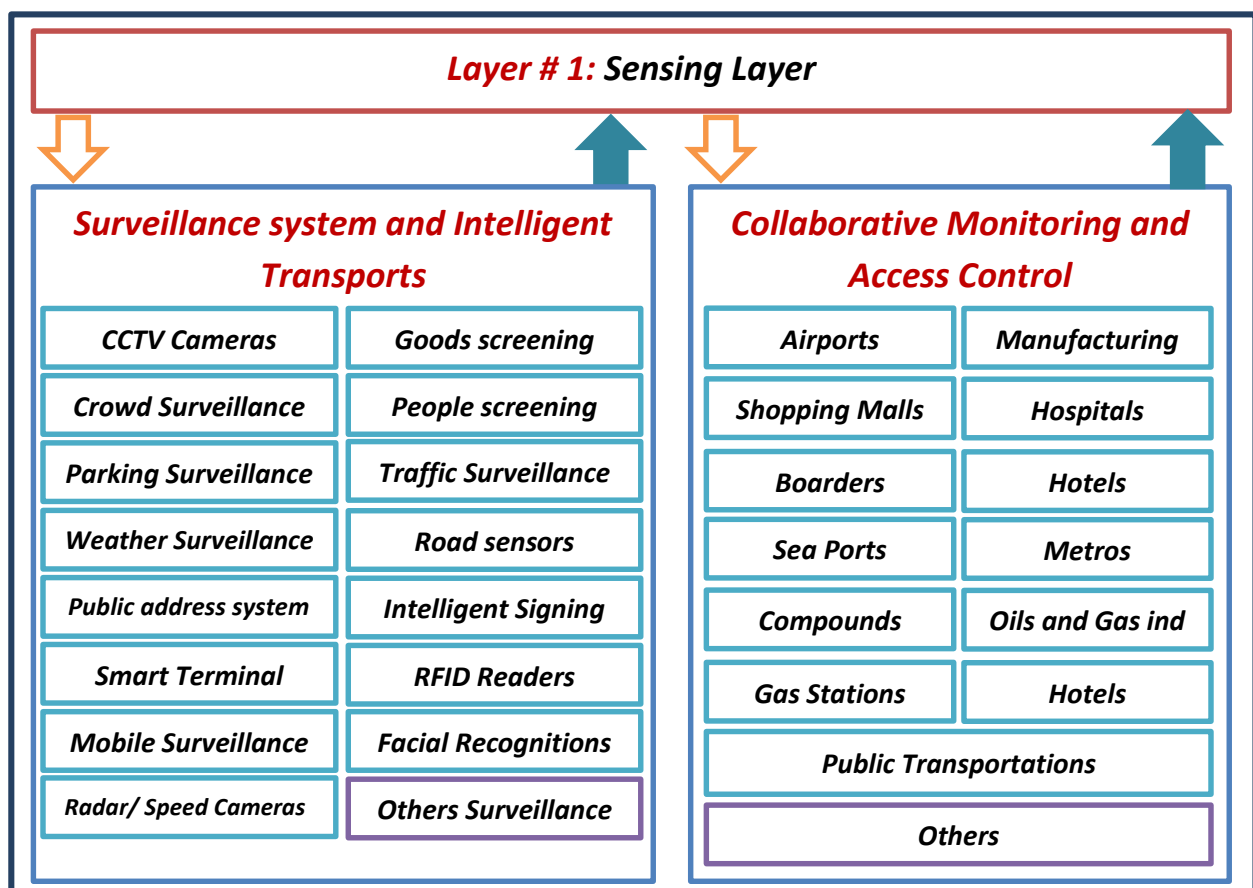 Layer # 1: Sensing Layer
Surveillance system and Intelligent
Transports
CCTV Cameras
Goods screening
Crowd Surveillance
People screening
Parking Surveillance
Traffic Surveillance
Weather Surveillance
Road sensors
Public address system
Intelligent Signing
Smart Terminal
RFID Readers
Mobile Surveillance
Facial Recognitions
Radar/ Speed Cameras
Others Surveillance
Collaborative Monitoring and
Access Control
Airports
Manufacturing
Shopping Malls
Hospitals
Boarders
Hotels
Sea Ports
Metros
Compounds
Oils and Gas ind
Gas Stations
Hotels
Public Transportations
Others